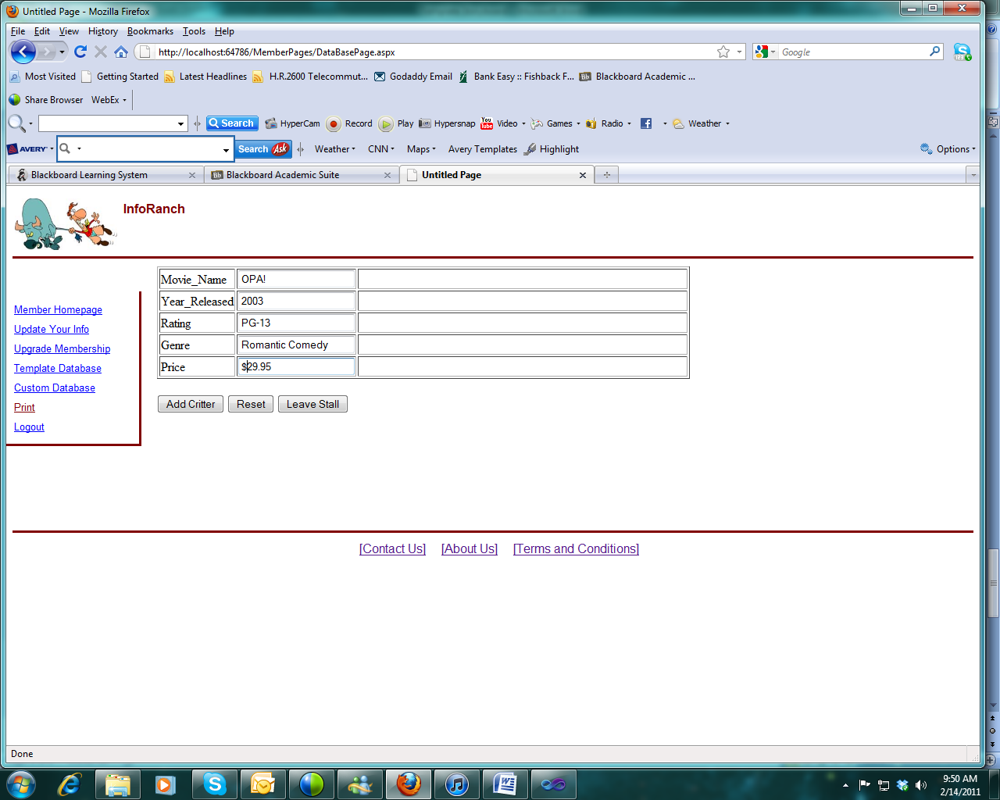 Untitled Page - Mozilla Firefox
File Edit View History Bookmarks Tools Help
http://localhost:64786/MemberPages/DataBasePage.aspx Google
Most Visited Getting Started Latest Headlines H.R.2600 Telecommut... Godaddy Email Bank Easy :: Fishback F... Bb Blackboard Academic ...
Share Browser WebEx
Search HyperCam Record Play Hypersnap You Tube Video Games Radio Weather
AVERY Search Ask Weather CNN Maps Avery Templates Highlight Options
Blackboard Learning System Bb Blackboard Academic Suite Untitled Page
InfoRanch
Movie_Name OPA!
Year_Released 2003
Rating PG-13
Genre Romantic Comedy
Price $29.95
Add Critter Reset Leave Stall
Member Homepage
Update Your Info
Upgrade Membership
Template Database
Custom Database
Print
Logout
[Contact Us] [About Us] [Terms and Conditions]
Done
9:50 AM
2/14/2011